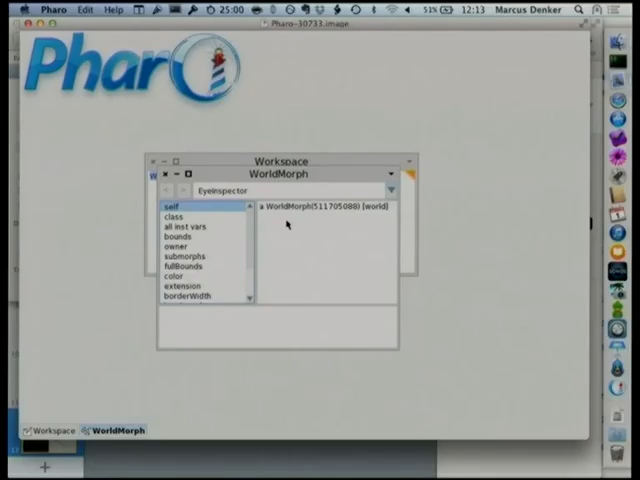 Pharo Edit Help 25:00 51% 12:13 Marcus Denker
Pharo-30733.image
Pharo
Workspace
WorldMorph
EyeInspector
self
class
all inst vars
bounds
owner
submorphs
fullBounds
color
extension
borderWidth
a WorldMorph(511705088) [world]
Workspace
WorldMorph